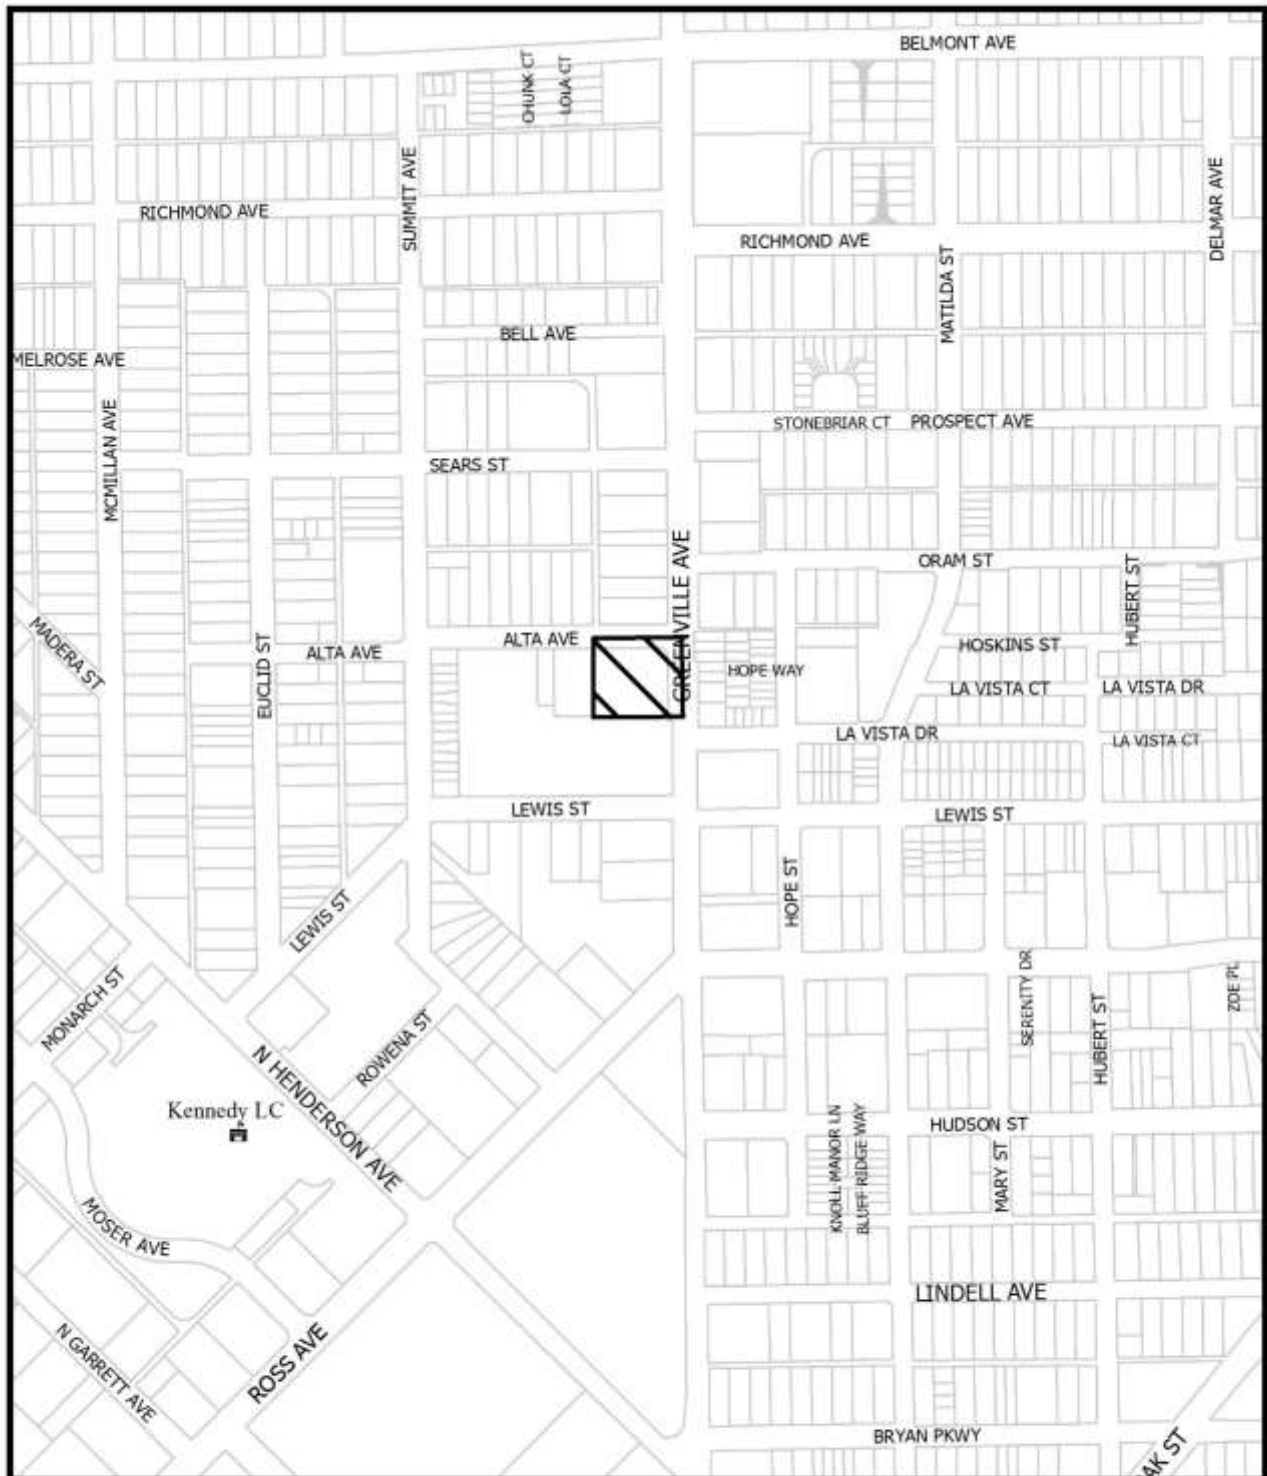 BELMONT AVE
CHUNK CT
LOLA CT
SUMMIT AVE
DELMAR AVE
RICHMOND AVE
RICHMOND AVE
MATILDA ST
BELL AVE
MELROSE AVE
MCMILLAN AVE
STONEBRIAR CT
PROSPECT AVE
SEARS ST
GREENVILLE AVE
ORAM ST
HUBERT ST
MADERA ST
EUCLID ST
ALTA AVE
ALTA AVE
HOSKINS ST
HOPE WAY
LA VISTA CT
LA VISTA DR
LA VISTA DR
LA VISTA CT
LEWIS ST
LEWIS ST
HOPE ST
LEWIS ST
MONARCH ST
SERENITY DR
ZOE PL
HUBERT ST
ROWENA ST
N HENDERSON AVE
Kennedy LC
KNOLL MANOR LN
BLUFF RIDGE WAY
HUDSON ST
MARY ST
MOSER AVE
LINDELL AVE
N GARRETT AVE
ROSS AVE
BRYAN PKWY
AK ST